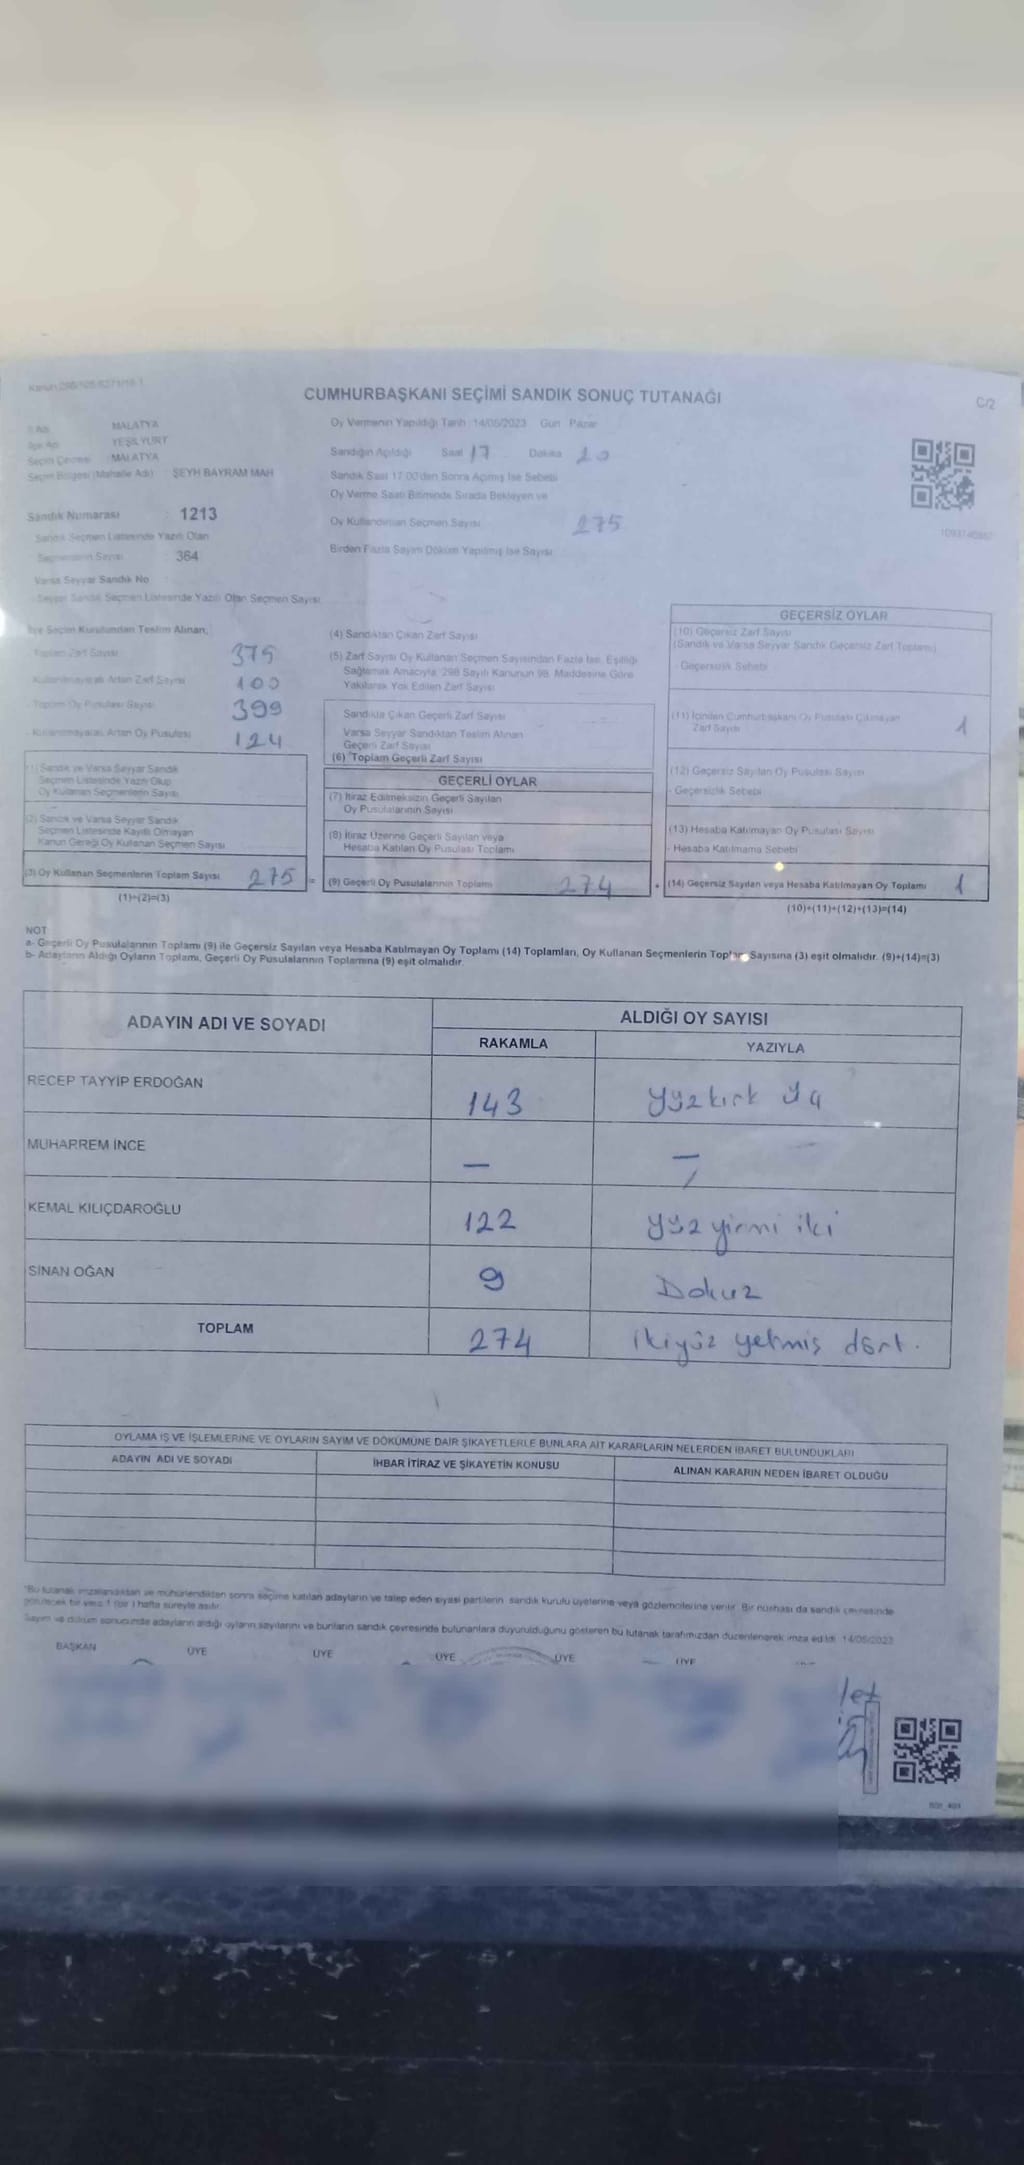 CUMHURBAŞKANI SEÇİMİ SANDIK SONUÇ TUTANAĞI
C/2
MALATYA
YEŞİLYURT
Seçim Çevresi MALATYA
Seçim Bölgesi (Mahalle Adı) ŞEYH BAYRAM MAH
Sandık Numarası 1213
Sandık Seçmen Listesinde Yazılı Olan
Seçmenlerin Sayısı 364
Varsa Seyyar Sandık No
Seyyar Sandık Seçmen Listesinde Yazılı Olan Seçmen Sayısı
Oy Vermenin Yapıldığı Tarih 14/05/2023 Gün Pazar
Sandığın Açıldığı Saat 17 Dakika 20
Sandık Saat 17.00'den Sonra Açılmış İse Sebebi
Oy Verme Saati Bitiminde Sırada Bekleyen ve
Oy Kullandırılan Seçmen Sayısı 275
Birden Fazla Sayım Döküm Yapılmış İse Sayısı
İlçe Seçim Kurulundan Teslim Alınan;
Toplam Zarf Sayısı 375
Kullanılmayarak Artan Zarf Sayısı 100
Toplam Oy Pusulası Sayısı 399
Kullanılmayarak Artan Oy Pusulası 124
(1) Sandık ve Varsa Seyyar Sandık
Seçmen Listesinde Yazılı Olup
Oy Kullanan Seçmenlerin Sayısı
(2) Sandık ve Varsa Seyyar Sandık
Seçmen Listesinde Kayıtlı Olmayan
Kanun Gereği Oy Kullanan Seçmen Sayısı
(3) Oy Kullanan Seçmenlerin Toplam Sayısı 275 =
(1)+(2)=(3)
(4) Sandıktan Çıkan Zarf Sayısı
(5) Zarf Sayısı Oy Kullanan Seçmen Sayısından Fazla İse, Eşitliği
Sağlamak Amacıyla, 298 Sayılı Kanunun 98. Maddesine Göre
Yakılarak Yok Edilen Zarf Sayısı
Sandıkta Çıkan Geçerli Zarf Sayısı
Varsa Seyyar Sandıktan Teslim Alınan
Geçerli Zarf Sayısı
(6) Toplam Geçerli Zarf Sayısı
GEÇERLİ OYLAR
(7) İtiraz Edilmeksizin Geçerli Sayılan
Oy Pusulalarının Sayısı
(8) İtiraz Üzerine Geçerli Sayılan veya
Hesaba Katılan Oy Pusulası Toplamı
(9) Geçerli Oy Pusulalarının Toplamı 274 +
GEÇERSİZ OYLAR
(10) Geçersiz Zarf Sayısı
(Sandık ve Varsa Seyyar Sandık Geçersiz Zarf Toplamı)
- Geçersizlik Sebebi
(11) İçinden Cumhurbaşkanı Oy Pusulası Çıkmayan
Zarf Sayısı 1
(12) Geçersiz Sayılan Oy Pusulası Sayısı
- Geçersizlik Sebebi
(13) Hesaba Katılmayan Oy Pusulası Sayısı
- Hesaba Katılmama Sebebi
(14) Geçersiz Sayılan veya Hesaba Katılmayan Oy Toplamı 1
(10)+(11)+(12)+(13)=(14)
NOT
a- Geçerli Oy Pusulalarının Toplamı (9) ile Geçersiz Sayılan veya Hesaba Katılmayan Oy Toplamı (14) Toplamları, Oy Kullanan Seçmenlerin Toplam Sayısına (3) eşit olmalıdır. (9)+(14)=(3)
b- Adayların Aldığı Oyların Toplamı, Geçerli Oy Pusulalarının Toplamına (9) eşit olmalıdır.
ADAYIN ADI VE SOYADI
ALDIĞI OY SAYISI
RAKAMLA YAZIYLA
RECEP TAYYİP ERDOĞAN 143 yüzkırk üç
MUHARREM İNCE — —
KEMAL KILIÇDAROĞLU 122 yüz yirmi iki
SİNAN OĞAN 9 Dokuz
TOPLAM 274 ikiyüz yetmiş dört.
OYLAMA İŞ VE İŞLEMLERİNE VE OYLARIN SAYIM VE DÖKÜMÜNE DAİR ŞİKAYETLERLE BUNLARA AİT KARARLARIN NELERDEN İBARET BULUNDUKLARI
ADAYIN ADI VE SOYADI İHBAR İTİRAZ VE ŞİKAYETİN KONUSU ALINAN KARARIN NEDEN İBARET OLDUĞU
*Bu tutanak imzalandıktan ve mühürlendikten sonra seçime katılan adayların ve talep eden siyasi partilerin sandık kurulu üyelerine veya gözlemcilerine verilir. Bir nüshası da sandık çevresinde
görülecek bir yere 1 (bir) hafta süreyle asılır.
Sayım ve döküm sonucunda adayların aldığı oyların sayılarını ve bunların sandık çevresinde bulunanlara duyurulduğunu gösteren bu tutanak tarafımızdan düzenlenerek imza edildi. 14/05/2023
BAŞKAN ÜYE ÜYE ÜYE ÜYE ÜYE